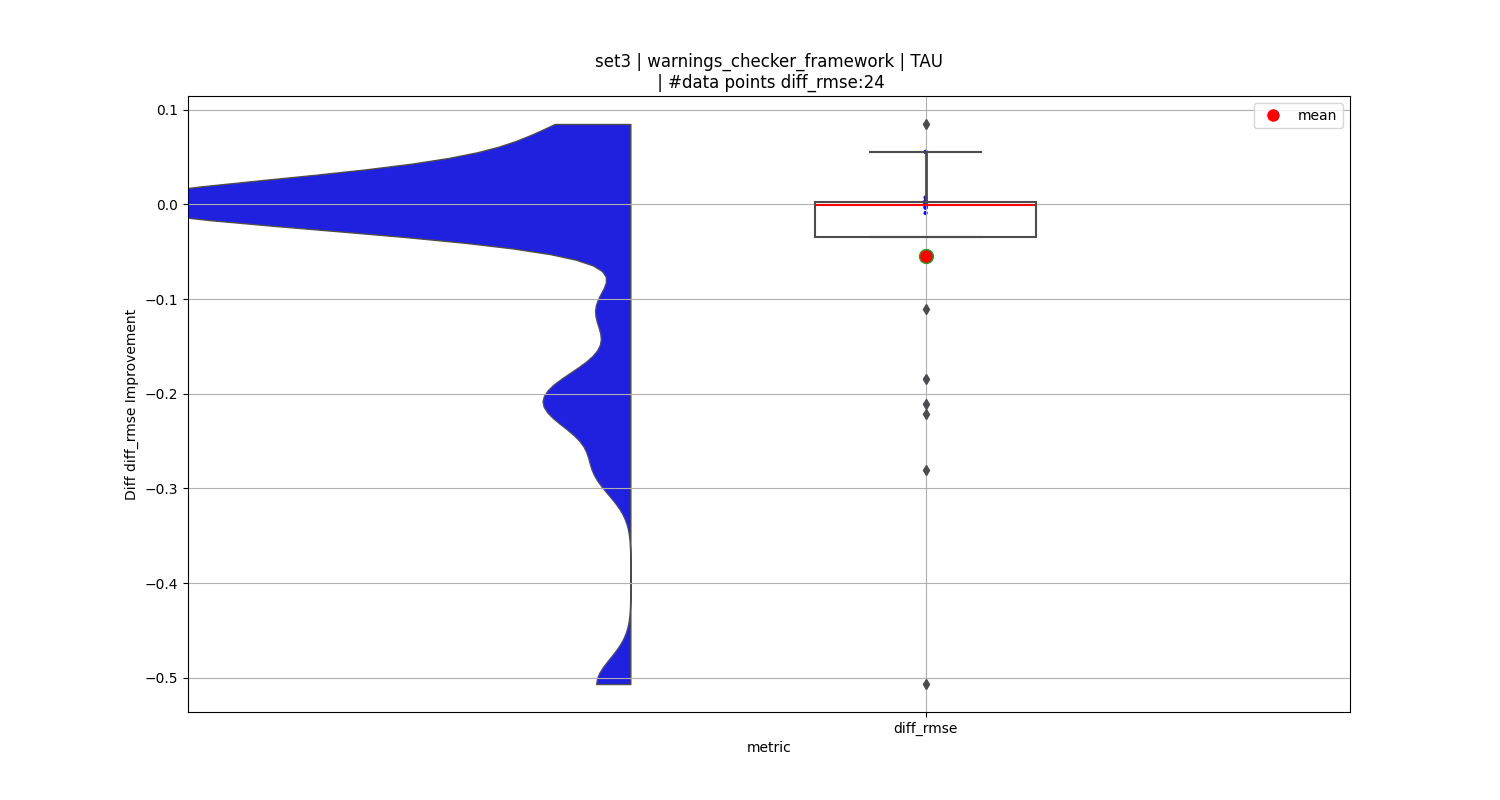 set3 | warnings_checker_framework | TAU
| #data points diff_rmse:24
mean
0.1
0.0
−0.1
−0.2
−0.3
−0.4
−0.5
Diff diff_rmse Improvement
diff_rmse
metric